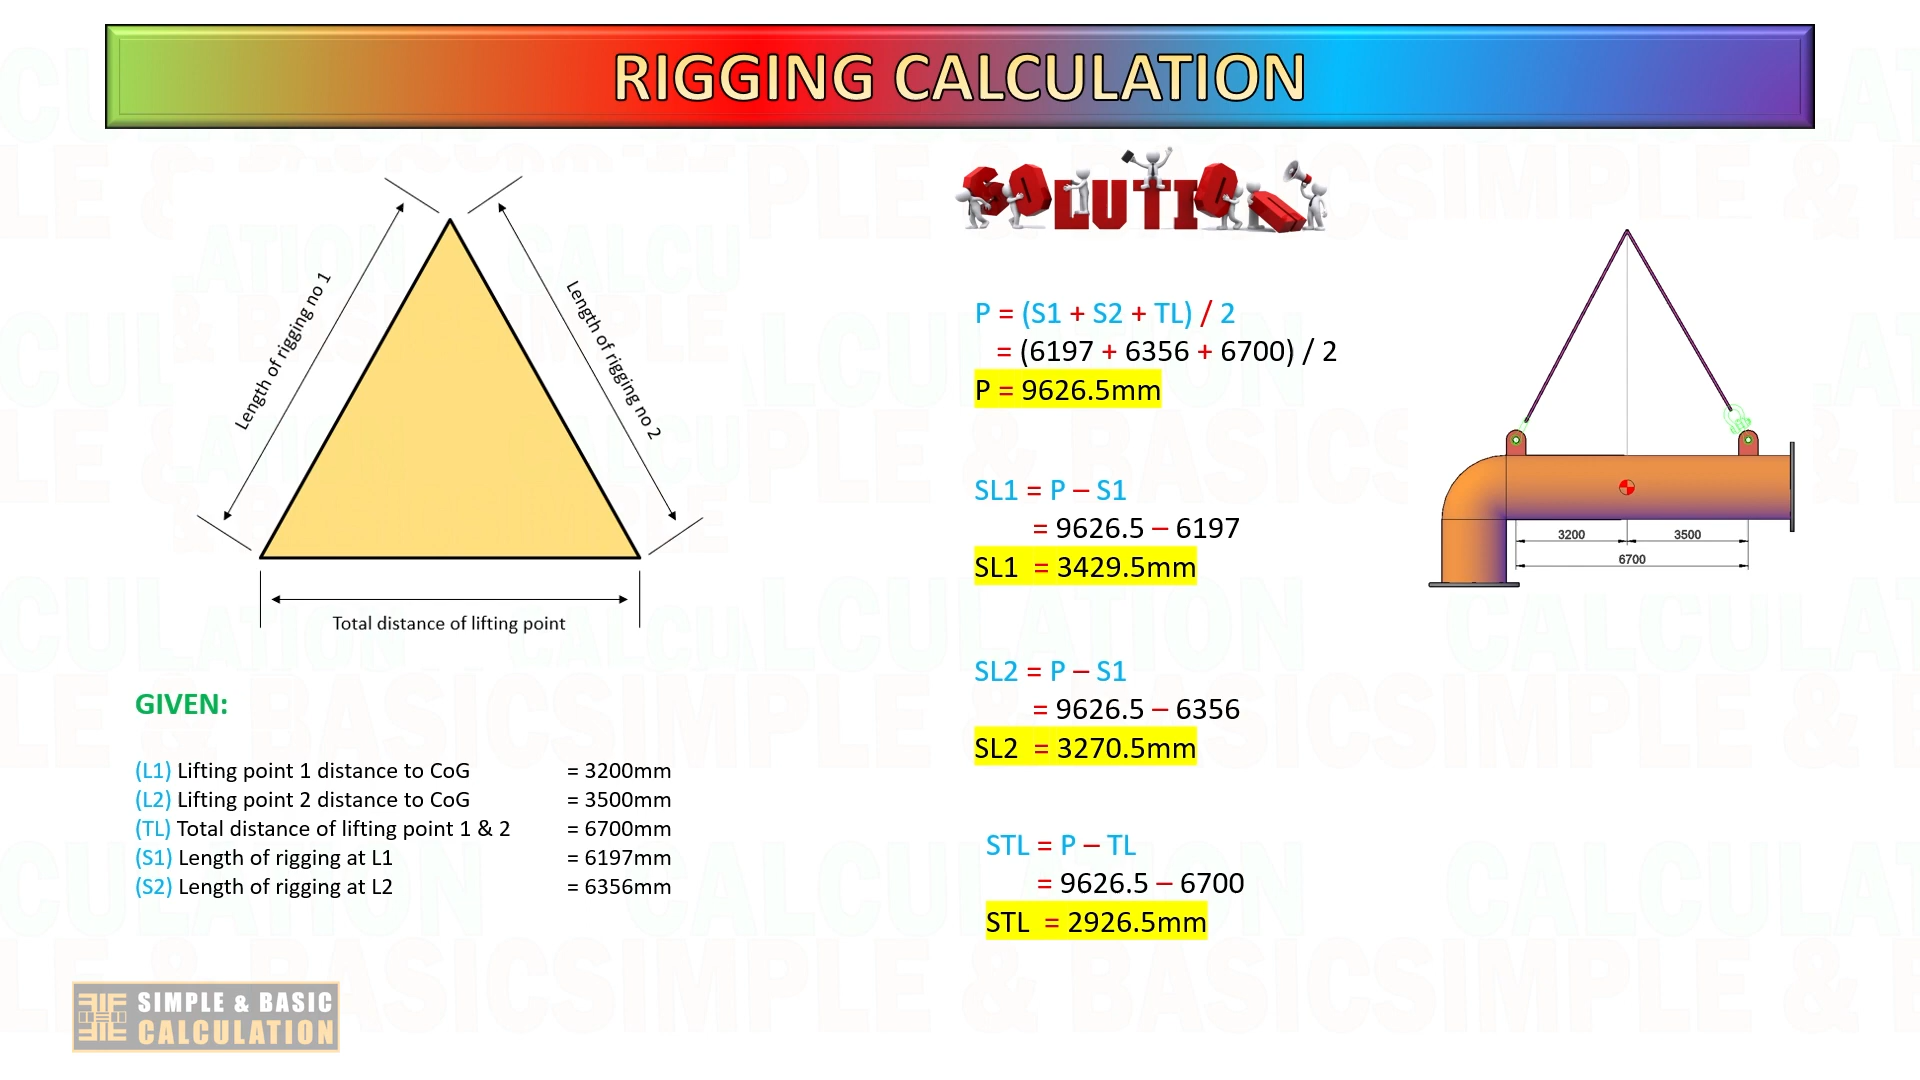 RIGGING CALCULATION
SOLUTION
Length of rigging no 1
Length of rigging no 2
Total distance of lifting point
GIVEN:
(L1) Lifting point 1 distance to CoG = 3200mm
(L2) Lifting point 2 distance to CoG = 3500mm
(TL) Total distance of lifting point 1 & 2 = 6700mm
(S1) Length of rigging at L1 = 6197mm
(S2) Length of rigging at L2 = 6356mm
P = (S1 + S2 + TL) / 2
= (6197 + 6356 + 6700) / 2
P = 9626.5mm
SL1 = P – S1
= 9626.5 – 6197
SL1 = 3429.5mm
SL2 = P – S1
= 9626.5 – 6356
SL2 = 3270.5mm
STL = P – TL
= 9626.5 – 6700
STL = 2926.5mm
3200
3500
6700
SIMPLE & BASIC
CALCULATION